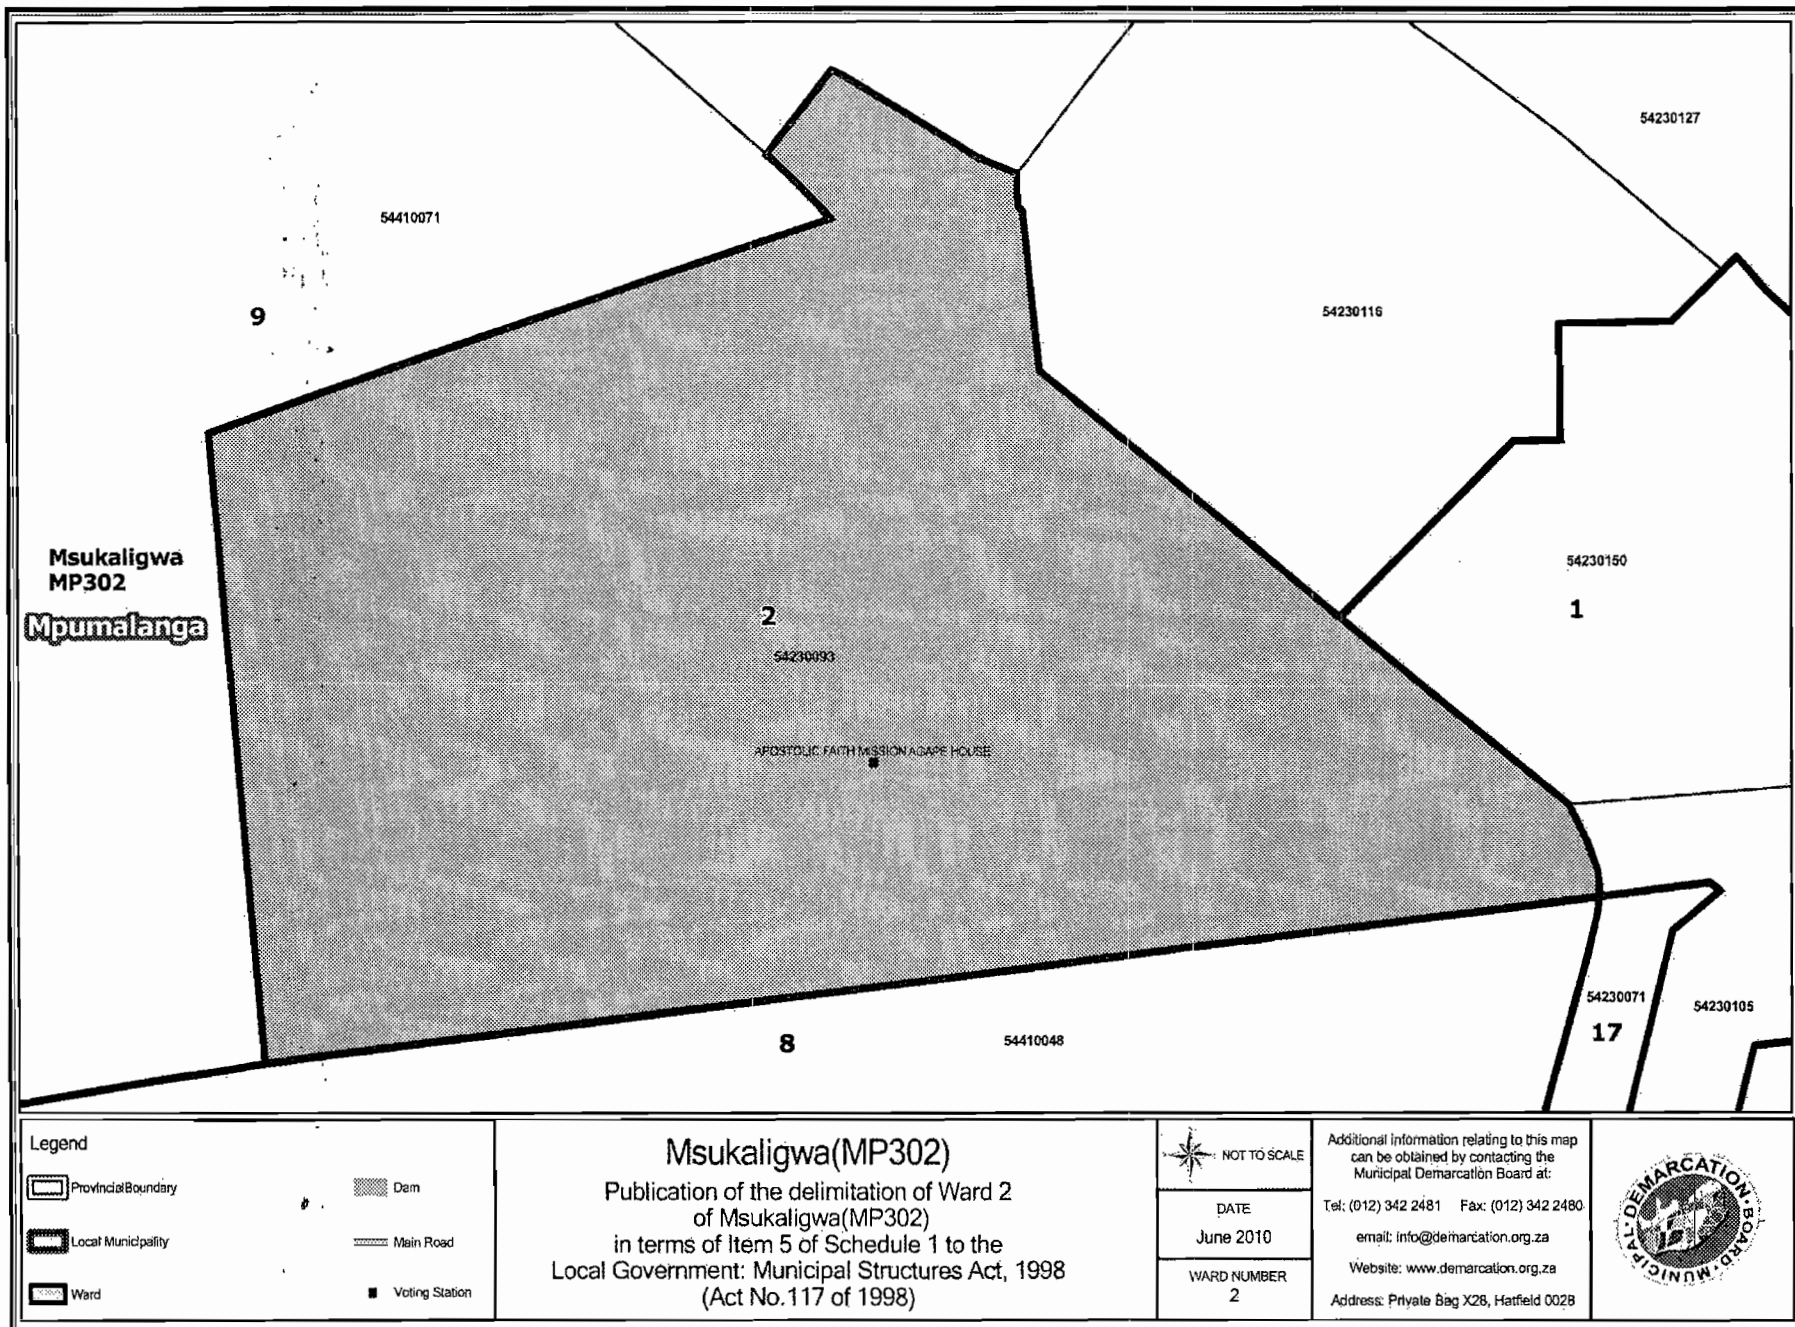 54230127
54410071
9
54230116
Msukaligwa
MP302
Mpumalanga
54230150
1
2
54230093
APOSTOLIC FAITH MISSION AGAPE HOUSE
54230071
17
54230105
8
54410048
Legend
Provincial Boundary
Dam
Local Municipality
Main Road
Ward
Voting Station
Msukaligwa(MP302)
Publication of the delimitation of Ward 2
of Msukaligwa(MP302)
in terms of Item 5 of Schedule 1 to the
Local Government: Municipal Structures Act, 1998
(Act No.117 of 1998)
NOT TO SCALE
DATE
June 2010
WARD NUMBER
2
Additional information relating to this map
can be obtained by contacting the
Municipal Demarcation Board at:
Tel: (012) 342 2481 Fax: (012) 342 2480
email: info@demarcation.org.za
Website: www.demarcation.org.za
Address: Private Bag X28, Hatfield 0028
MUNICIPAL DEMARCATION BOARD